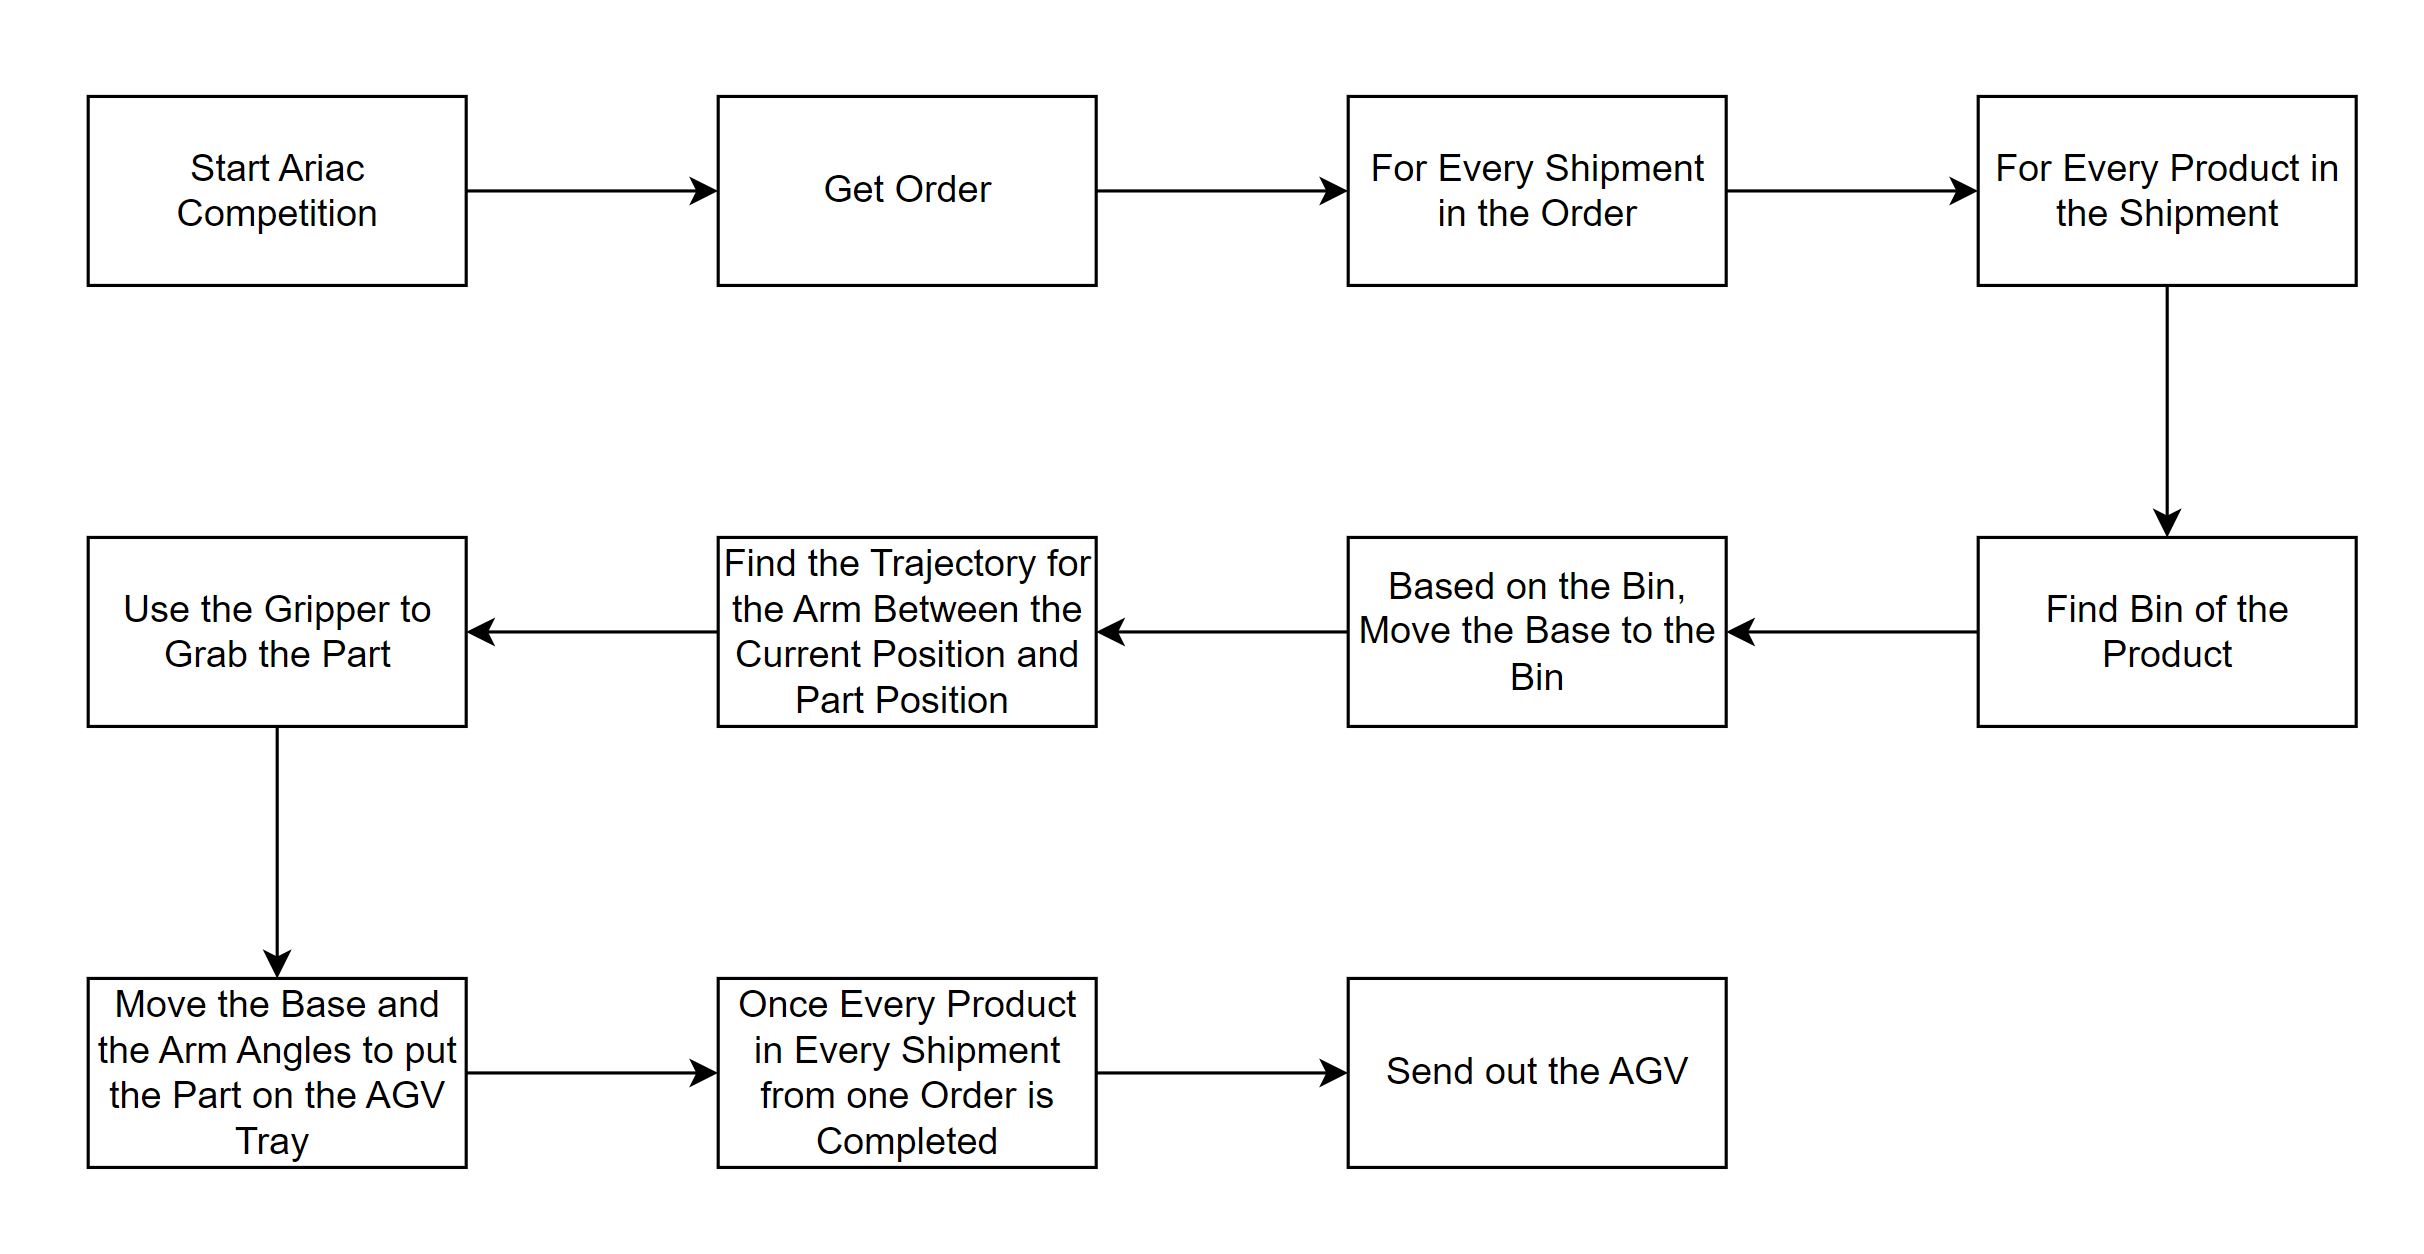 Start Ariac
Competition
Get Order
For Every Shipment
in the Order
For Every Product in
the Shipment
Find Bin of the
Product
Based on the Bin,
Move the Base to the
Bin
Find the Trajectory for
the Arm Between the
Current Position and
Part Position
Use the Gripper to
Grab the Part
Move the Base and
the Arm Angles to put
the Part on the AGV
Tray
Once Every Product
in Every Shipment
from one Order is
Completed
Send out the AGV